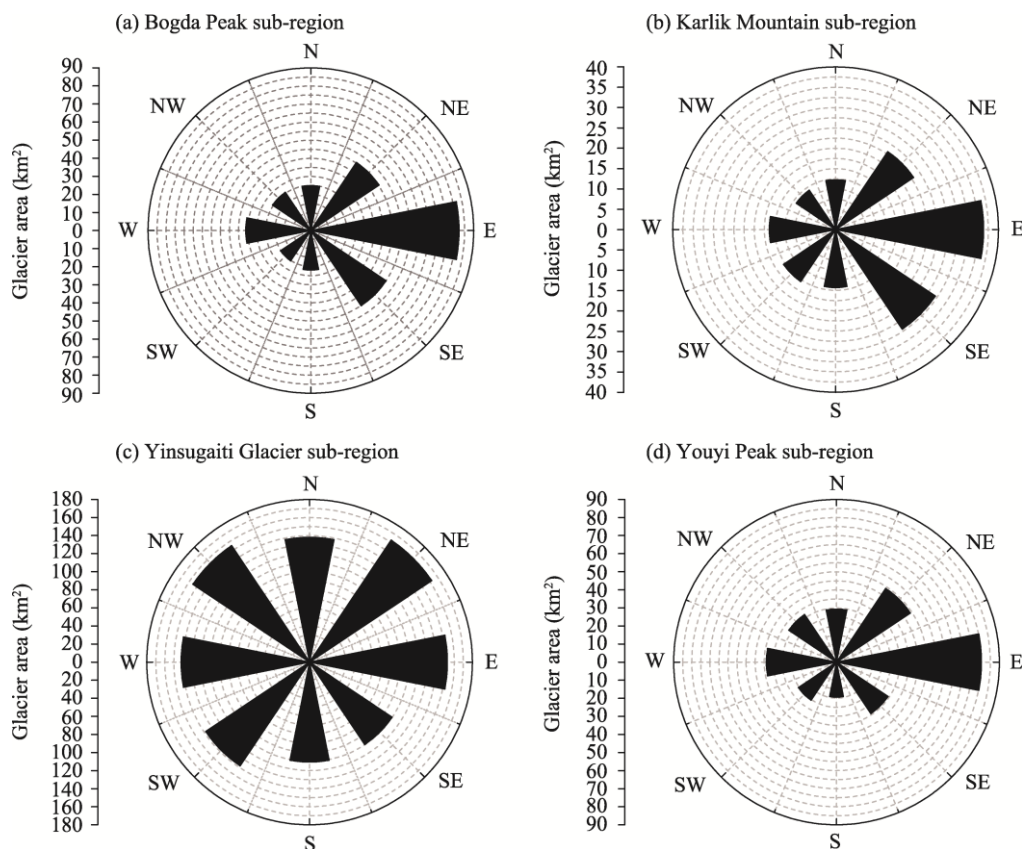 (a) Bogda Peak sub-region
Glacier area (km²)
90
80
70
60
50
40
30
20
10
0
10
20
30
40
50
60
70
80
90
N
NE
E
SE
S
SW
W
NW
(b) Karlik Mountain sub-region
Glacier area (km²)
40
35
30
25
20
15
10
5
0
5
10
15
20
25
30
35
40
N
NE
E
SE
S
SW
W
NW
(c) Yinsugaiti Glacier sub-region
Glacier area (km²)
180
160
140
120
100
80
60
40
20
0
20
40
60
80
100
120
140
160
180
N
NE
E
SE
S
SW
W
NW
(d) Youyi Peak sub-region
Glacier area (km²)
90
80
70
60
50
40
30
20
10
0
10
20
30
40
50
60
70
80
90
N
NE
E
SE
S
SW
W
NW